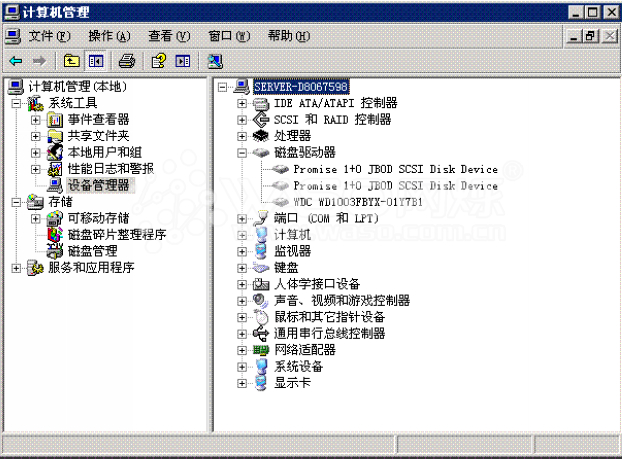 计算机管理
文件(F) 操作(A) 查看(V) 窗口(W) 帮助(H)
计算机管理(本地)
系统工具
事件查看器
共享文件夹
本地用户和组
性能日志和警报
设备管理器
存储
可移动存储
磁盘碎片整理程序
磁盘管理
服务和应用程序
SERVER-D8067598
IDE ATA/ATAPI 控制器
SCSI 和 RAID 控制器
处理器
磁盘驱动器
Promise 1+0 JBOD SCSI Disk Device
Promise 1+0 JBOD SCSI Disk Device
WDC WD1003FBYX-01Y7B1
端口 (COM 和 LPT)
计算机
监视器
键盘
人体学接口设备
声音、视频和游戏控制器
鼠标和其它指针设备
通用串行总线控制器
网络适配器
系统设备
显示卡